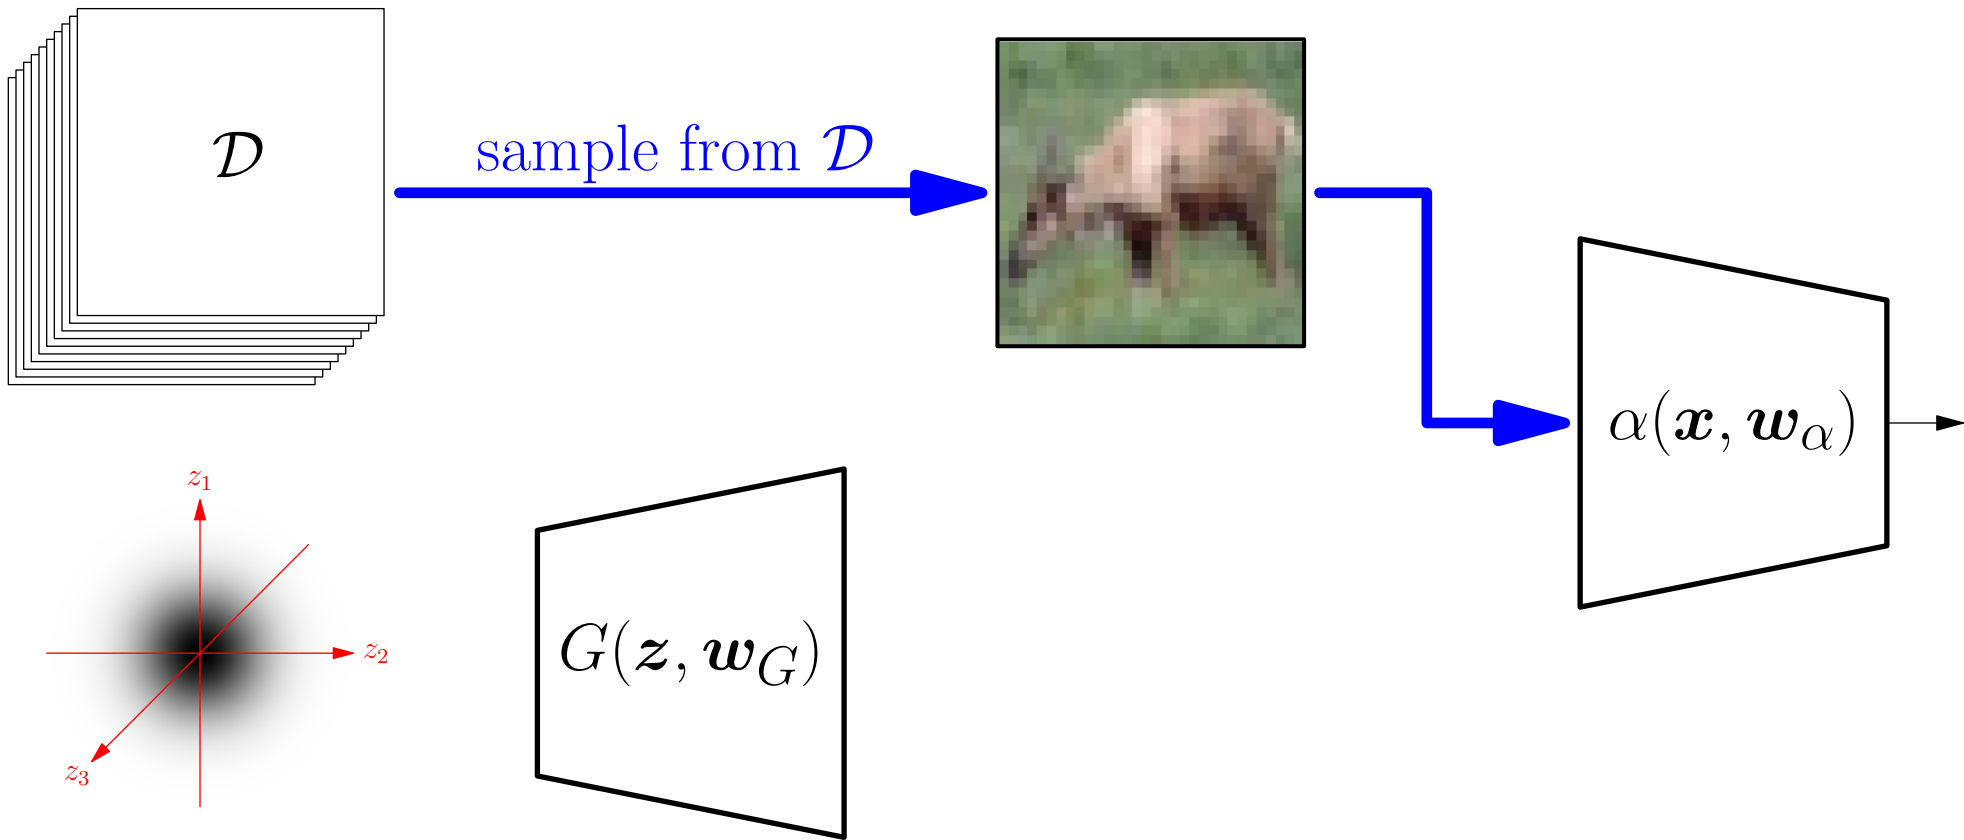 𝒟
sample from 𝒟
α(𝒙, 𝒘_α)
z₁
z₂
z₃
G(𝒛, 𝒘_G)